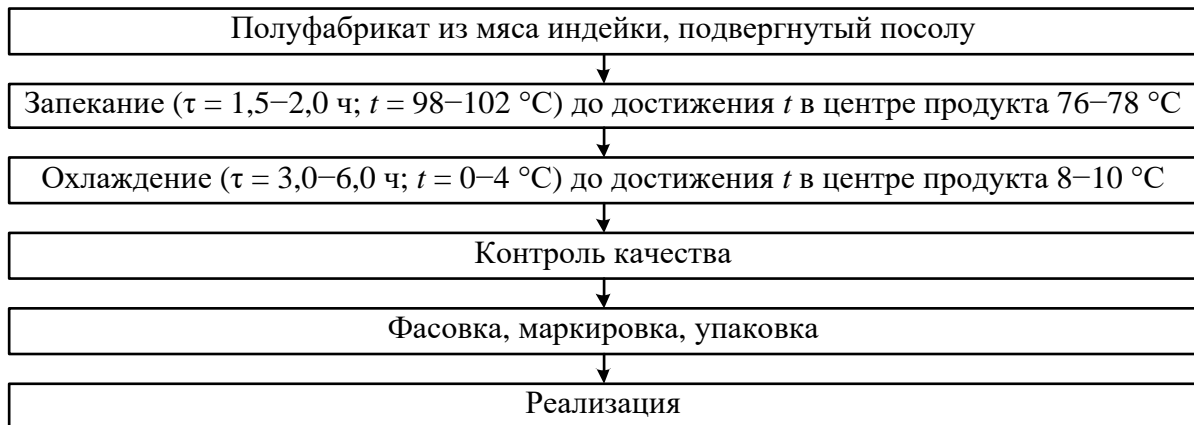 Полуфабрикат из мяса индейки, подвергнутый посолу
Запекание (τ = 1,5−2,0 ч; t = 98−102 °С) до достижения t в центре продукта 76−78 °С
Охлаждение (τ = 3,0−6,0 ч; t = 0−4 °С) до достижения t в центре продукта 8−10 °С
Контроль качества
Фасовка, маркировка, упаковка
Реализация